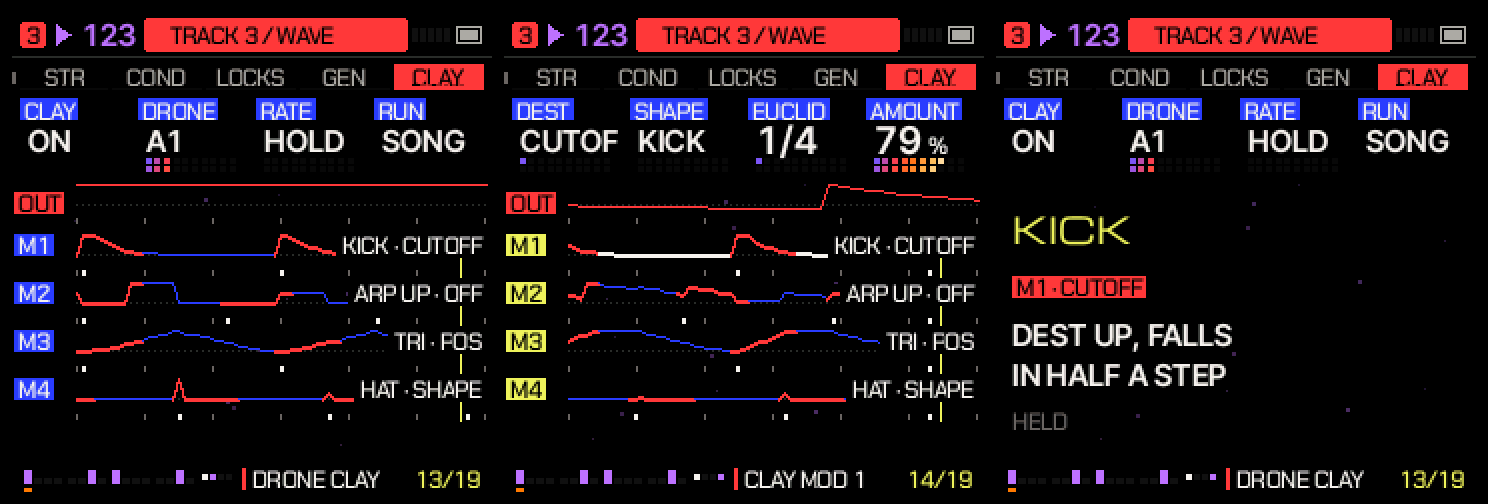 3 123 TRACK 3/WAVE
STR COND LOCKS GEN CLAY
CLAY DRONE RATE RUN
ON A1 HOLD SONG
OUT
M1 KICK·CUTOFF
M2 ARP UP·OFF
M3 TRI·POS
M4 HAT·SHAPE
DRONE CLAY 13/19
3 123 TRACK 3/WAVE
STR COND LOCKS GEN CLAY
DEST SHAPE EUCLID AMOUNT
CUTOF KICK 1/4 79 %
OUT
M1 KICK·CUTOFF
M2 ARP UP·OFF
M3 TRI·POS
M4 HAT·SHAPE
CLAY MOD 1 14/19
3 123 TRACK 3/WAVE
STR COND LOCKS GEN CLAY
CLAY DRONE RATE RUN
ON A1 HOLD SONG
KICK
M1·CUTOFF
DEST UP, FALLS
IN HALF A STEP
HELD
DRONE CLAY 13/19